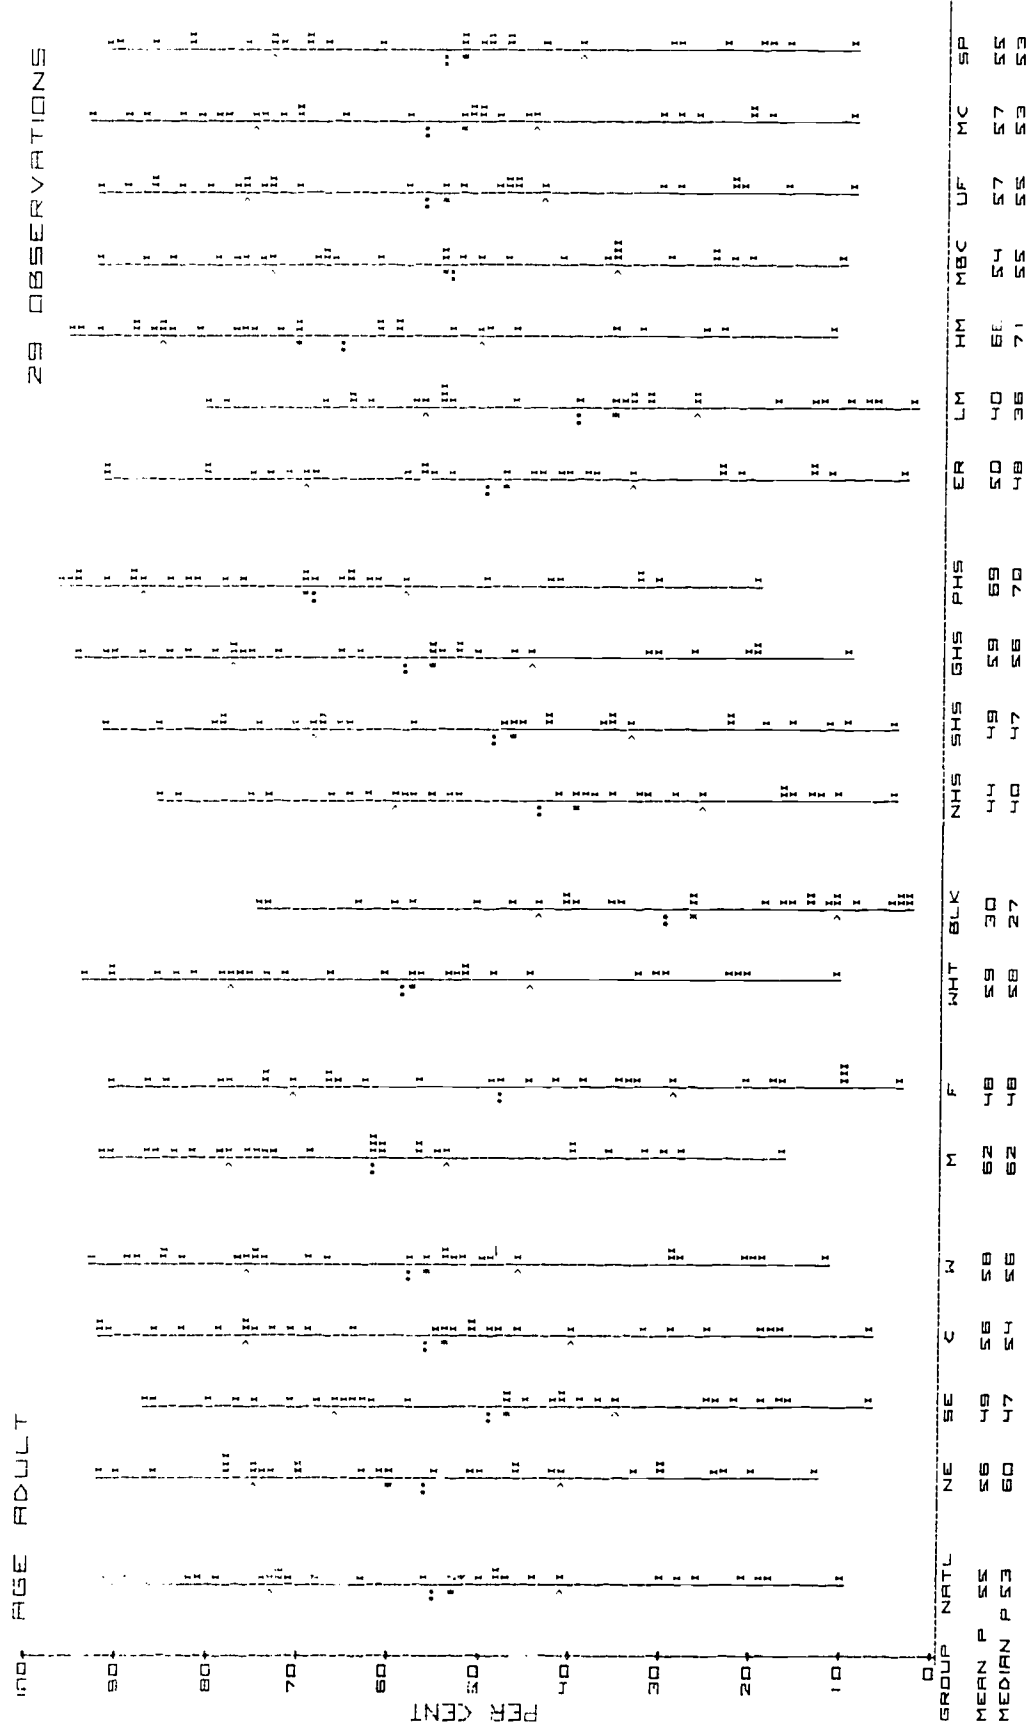 AGE ADULT
29 OBSERVATIONS
PER CENT
100
90
80
70
60
50
40
30
20
10
0
GROUP NATL NE SE C W M F WHT BLK NHS SHS GHS PHS ER LM HM MBC UF MC SP
MEAN P 55 56 49 56 58 62 48 59 30 44 49 59 69 50 40 54 57 57 55
MEDIAN P 53 60 47 54 56 62 48 58 27 40 47 56 70 48 36 71 55 55 53 53